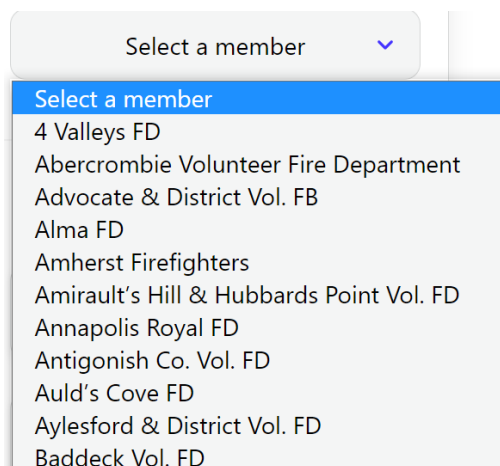 Select a member
Select a member
4 Valleys FD
Abercrombie Volunteer Fire Department
Advocate & District Vol. FB
Alma FD
Amherst Firefighters
Amirault’s Hill & Hubbards Point Vol. FD
Annapolis Royal FD
Antigonish Co. Vol. FD
Auld’s Cove FD
Aylesford & District Vol. FD
Baddeck Vol. FD